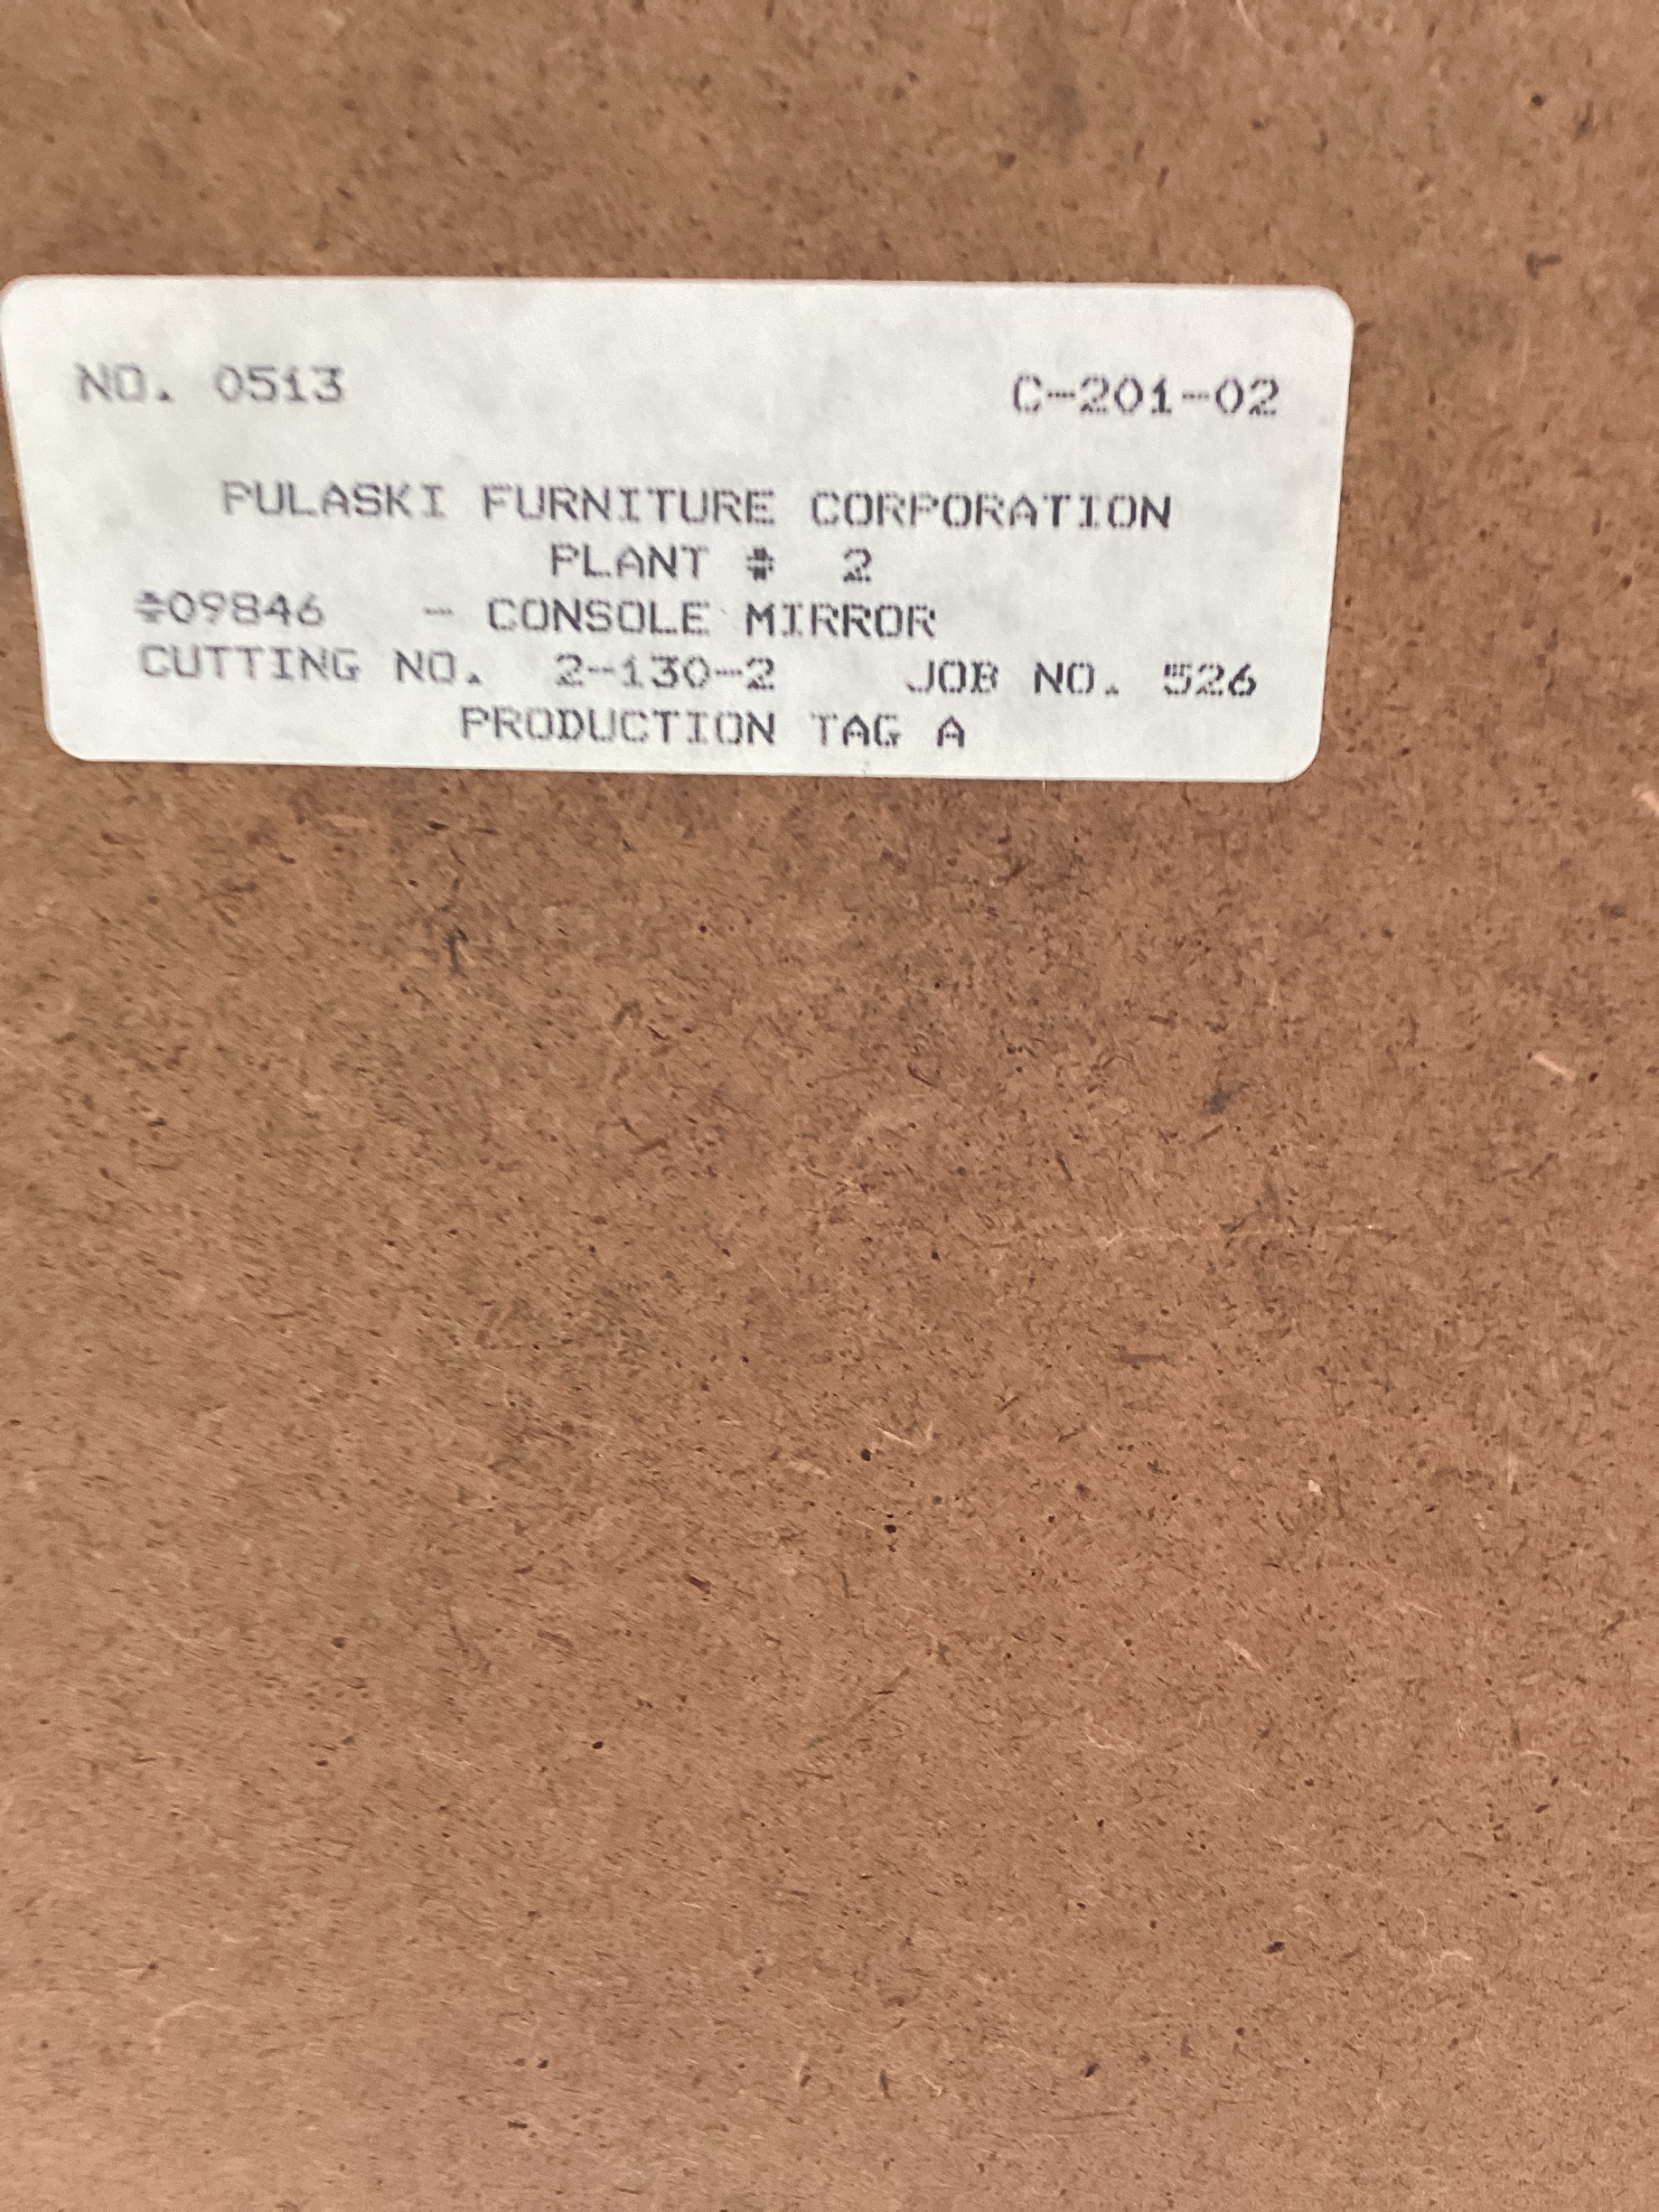 NO. 0513 C-201-02
PULASKI FURNITURE CORPORATION
PLANT # 2
#09846 - CONSOLE MIRROR
CUTTING NO. 2-130-2 JOB NO. 526
PRODUCTION TAG A